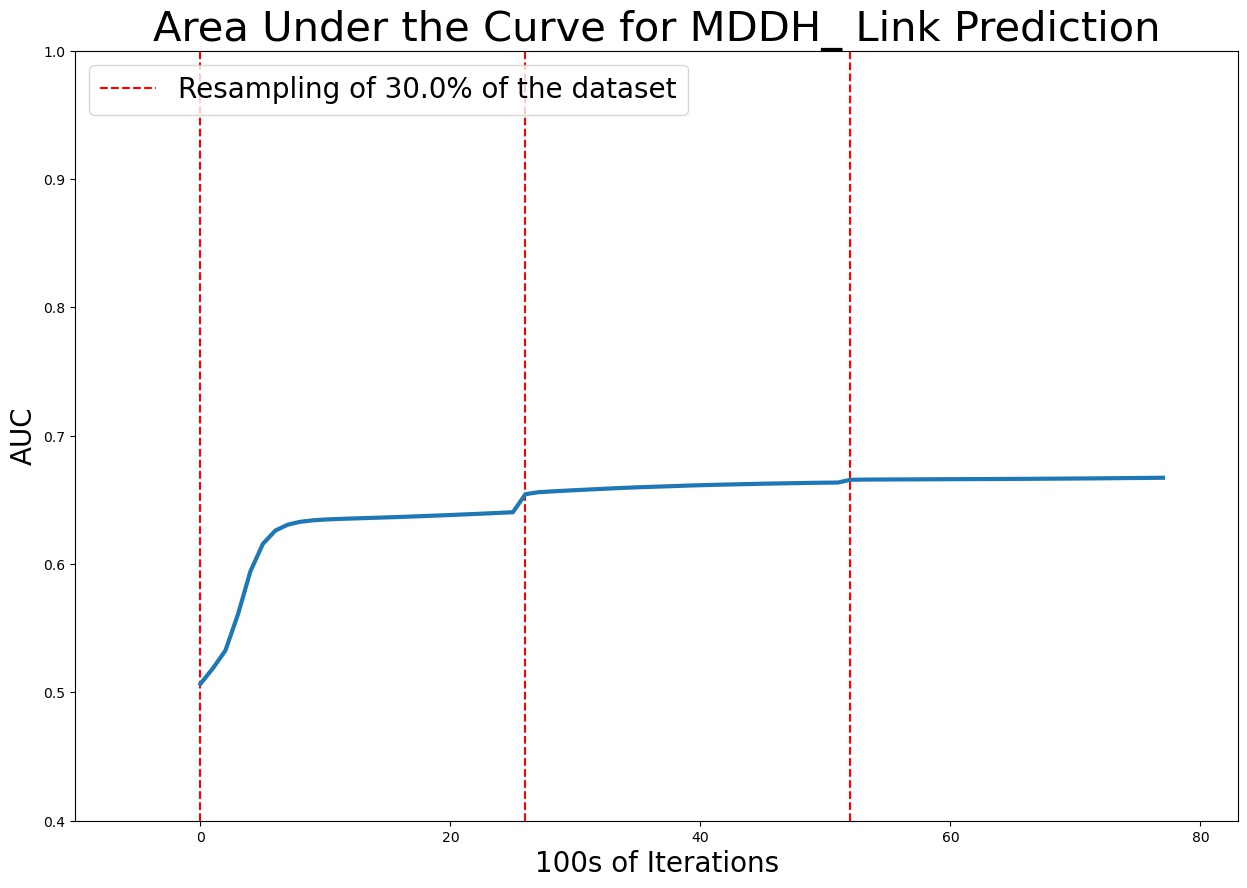 Area Under the Curve for MDDH_ Link Prediction
Resampling of 30.0% of the dataset
1.0
0.9
0.8
0.7
0.6
0.5
0.4
AUC
0 20 40 60 80
100s of Iterations